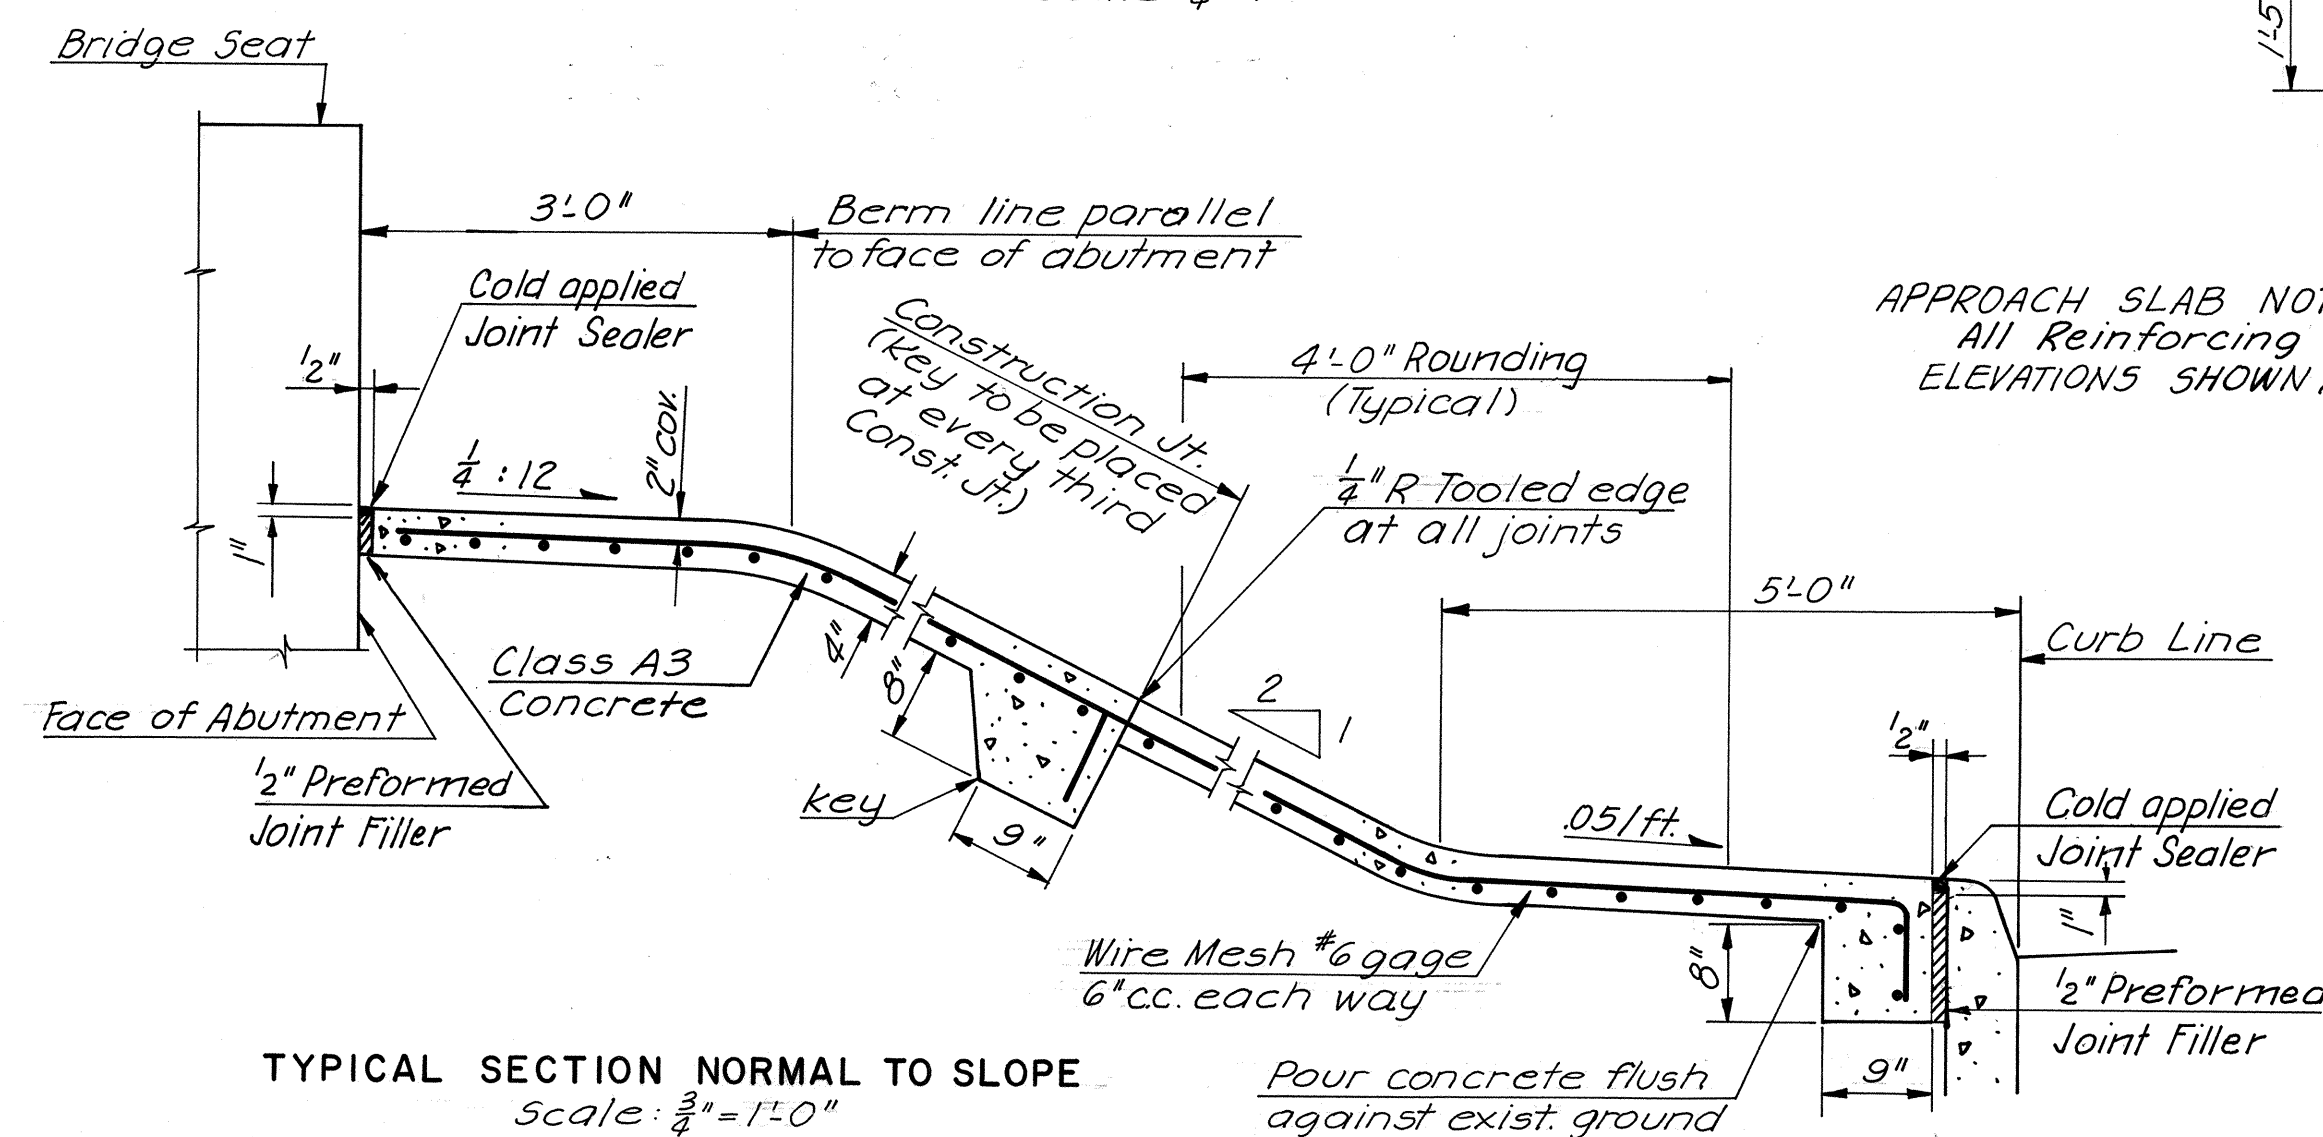 Bridge Seat
1'-5
3'-0"
Berm line parallel
to face of abutment
Cold applied
Joint Sealer
1/2"
Construction Jt.
(key to be placed
at every third
Const. Jt.)
4'-0" Rounding
(Typical)
APPROACH SLAB NOT
All Reinforcing
ELEVATIONS SHOWN
2" cov.
1/4 : 12
1/4" R Tooled edge
at all joints
1"
5'-0"
Curb Line
4"
8"
Class A3
Concrete
2
1
Face of Abutment
1/2" Preformed
Joint Filler
key
9"
.05/ft.
1/2"
Cold applied
Joint Sealer
1"
Wire Mesh #6 gage
6" c.c. each way
8"
1/2" Preformed
Joint Filler
9"
Pour concrete flush
against exist. ground
TYPICAL SECTION NORMAL TO SLOPE
Scale: 3/4" = 1'-0"